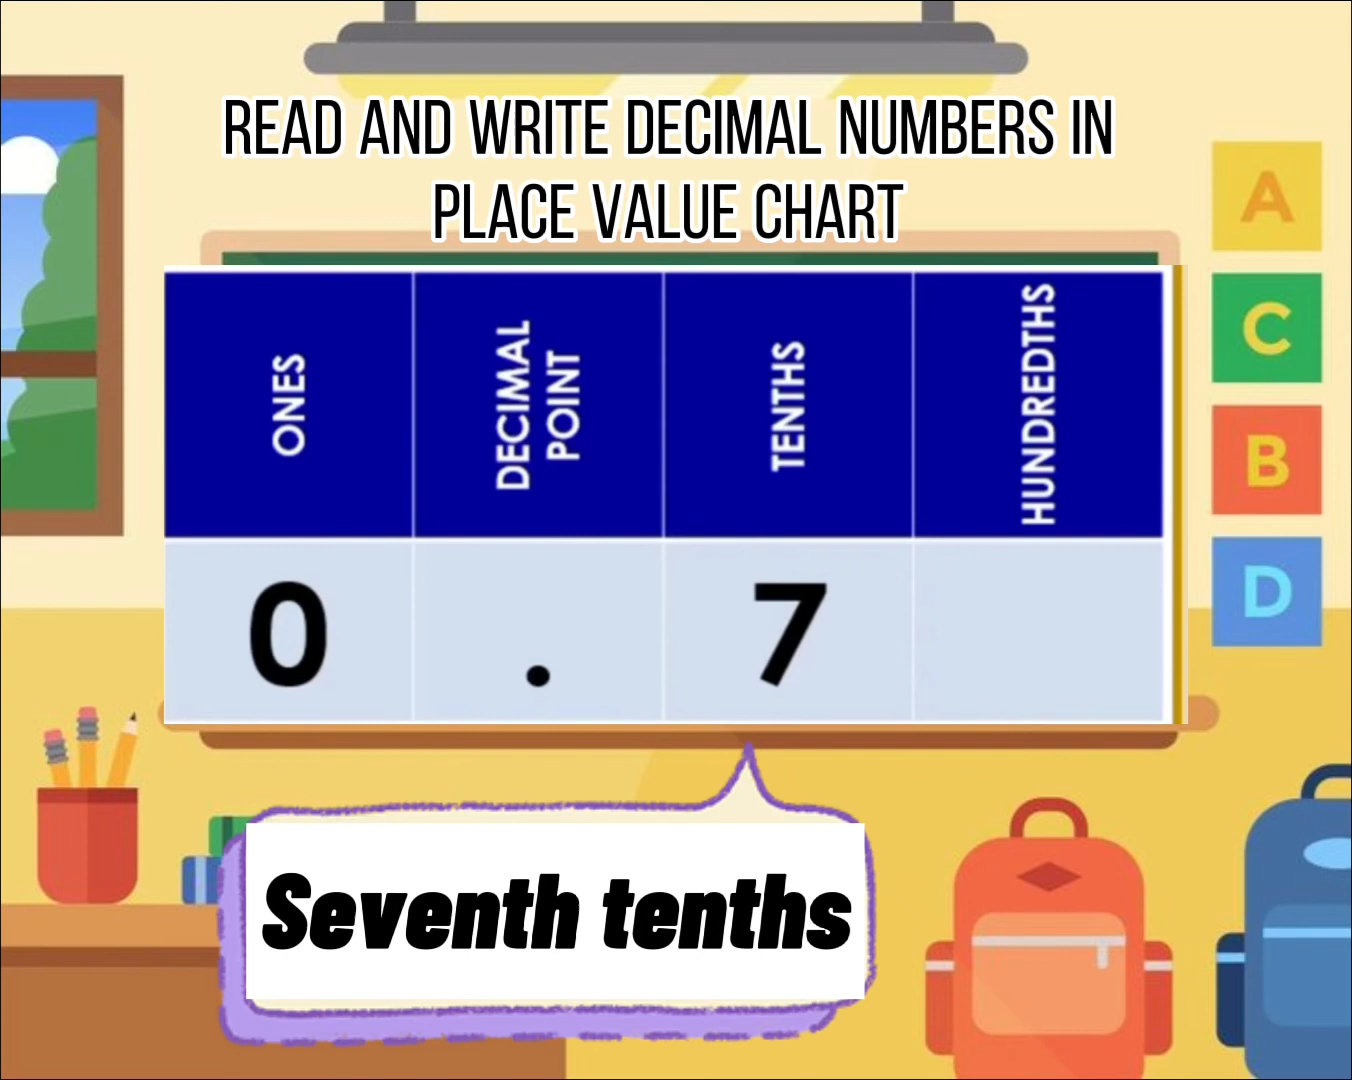 READ AND WRITE DECIMAL NUMBERS IN
PLACE VALUE CHART
ONES
DECIMAL
POINT
TENTHS
HUNDREDTHS
0 . 7
Seventh tenths
A
C
B
D